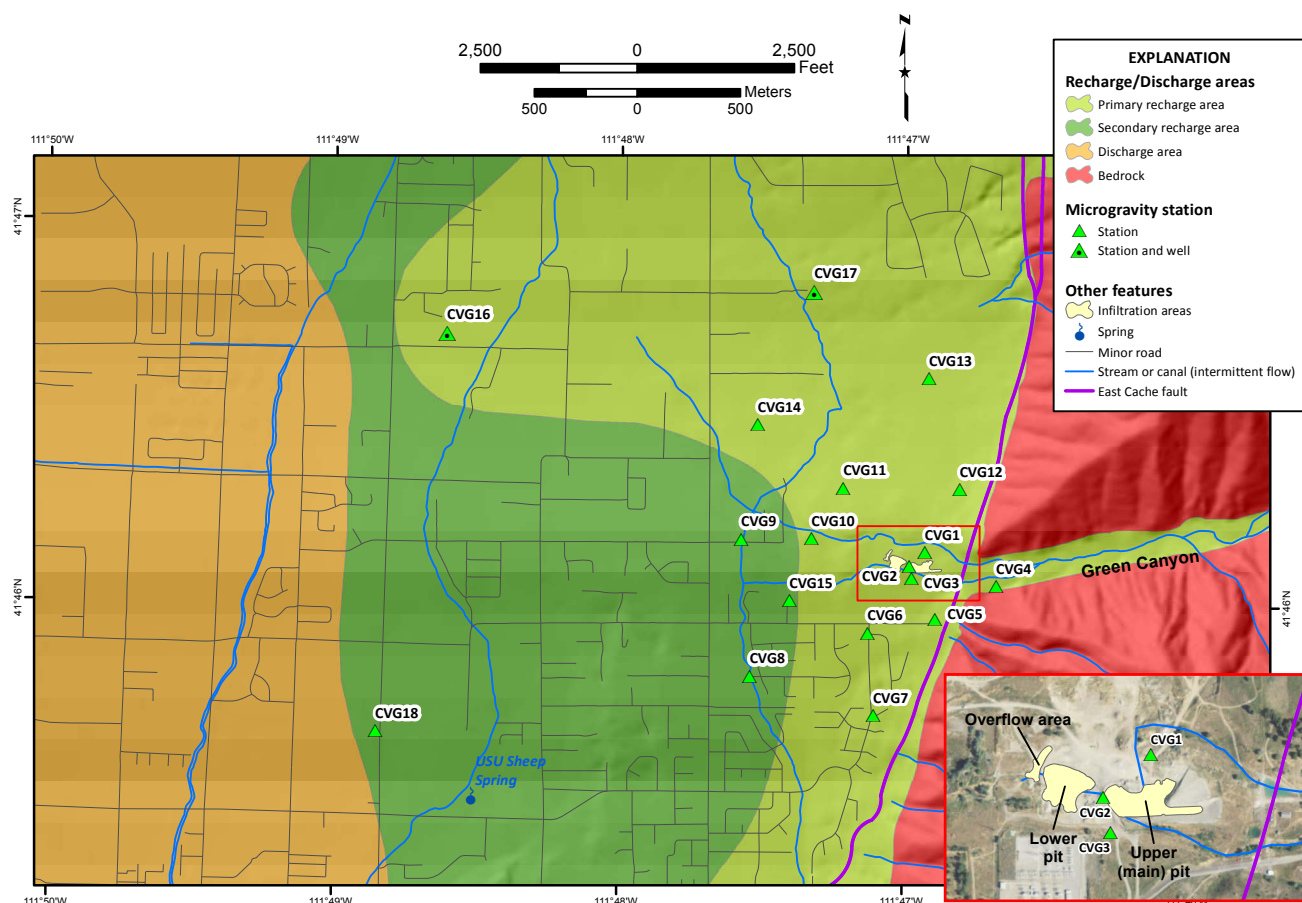 2,500 0 2,500
Feet
Meters
500 0 500
N
EXPLANATION
Recharge/Discharge areas
Primary recharge area
Secondary recharge area
Discharge area
Bedrock
Microgravity station
Station
Station and well
Other features
Infiltration areas
Spring
Minor road
Stream or canal (intermittent flow)
East Cache fault
111°50'W 111°49'W 111°48'W 111°47'W
41°47'N
CVG17
CVG16
CVG13
CVG14
CVG11
CVG12
CVG9
CVG10
CVG1
CVG2
CVG3
CVG4
Green Canyon
41°46'N
41°46'N
CVG15
CVG6
CVG5
CVG8
CVG7
CVG18
USU Sheep
Spring
Overflow area
CVG1
CVG2
CVG3
Lower
pit
Upper
(main) pit
111°50'W 111°49'W 111°48'W 111°47'W